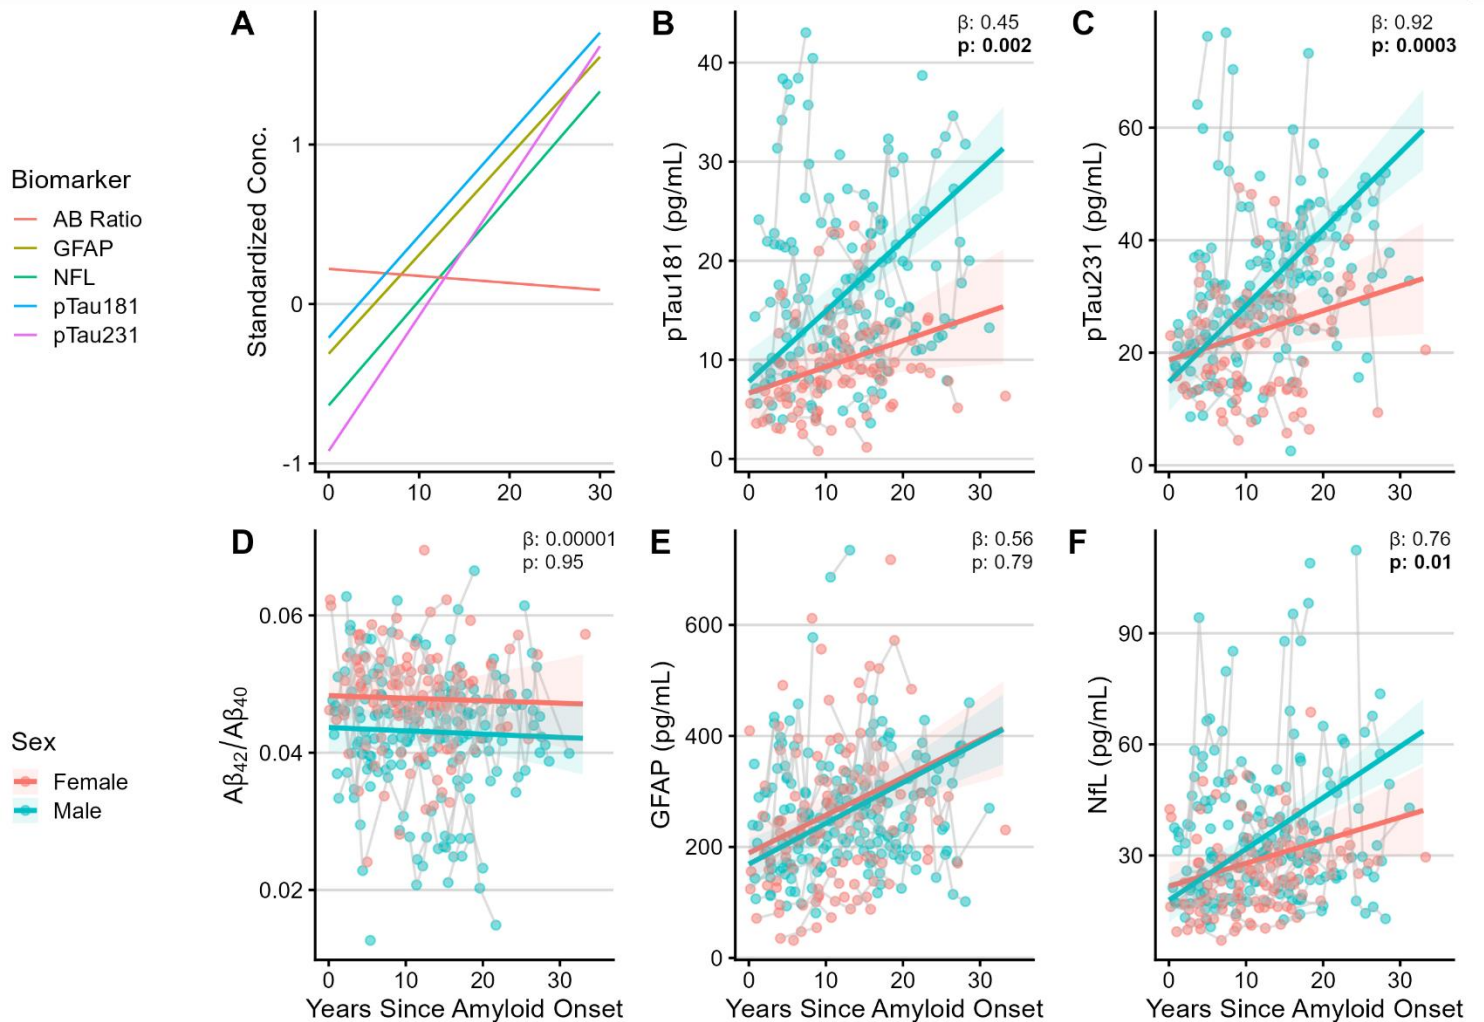 Biomarker
AB Ratio
GFAP
NFL
pTau181
pTau231
A
Standardized Conc.
1
0
-1
0
10
20
30
B
β: 0.45
p: 0.002
pTau181 (pg/mL)
40
30
20
10
0
0
10
20
30
C
β: 0.92
p: 0.0003
pTau231 (pg/mL)
60
40
20
0
0
10
20
30
Sex
Female
Male
D
β: 0.00001
p: 0.95
Aβ42/Aβ40
0.06
0.04
0.02
0
10
20
30
Years Since Amyloid Onset
E
β: 0.56
p: 0.79
GFAP (pg/mL)
600
400
200
0
0
10
20
30
Years Since Amyloid Onset
F
β: 0.76
p: 0.01
NfL (pg/mL)
90
60
30
0
10
20
30
Years Since Amyloid Onset